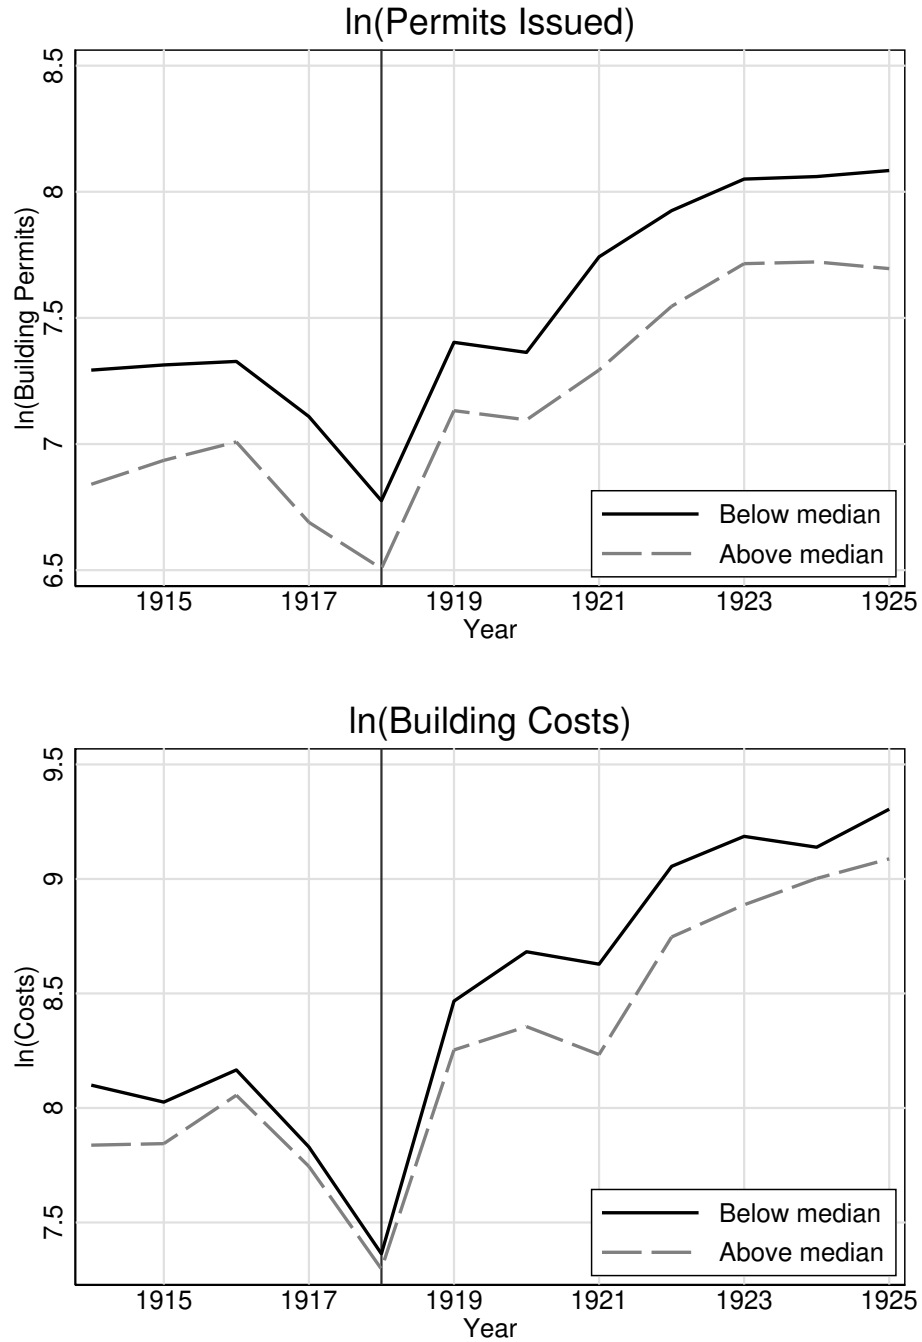 ln(Permits Issued)
ln(Building Permits)
8.5
8
7.5
7
6.5
Below median
Above median
1915 1917 1919 1921 1923 1925
Year
ln(Building Costs)
ln(Costs)
9.5
9
8.5
8
7.5
Below median
Above median
1915 1917 1919 1921 1923 1925
Year